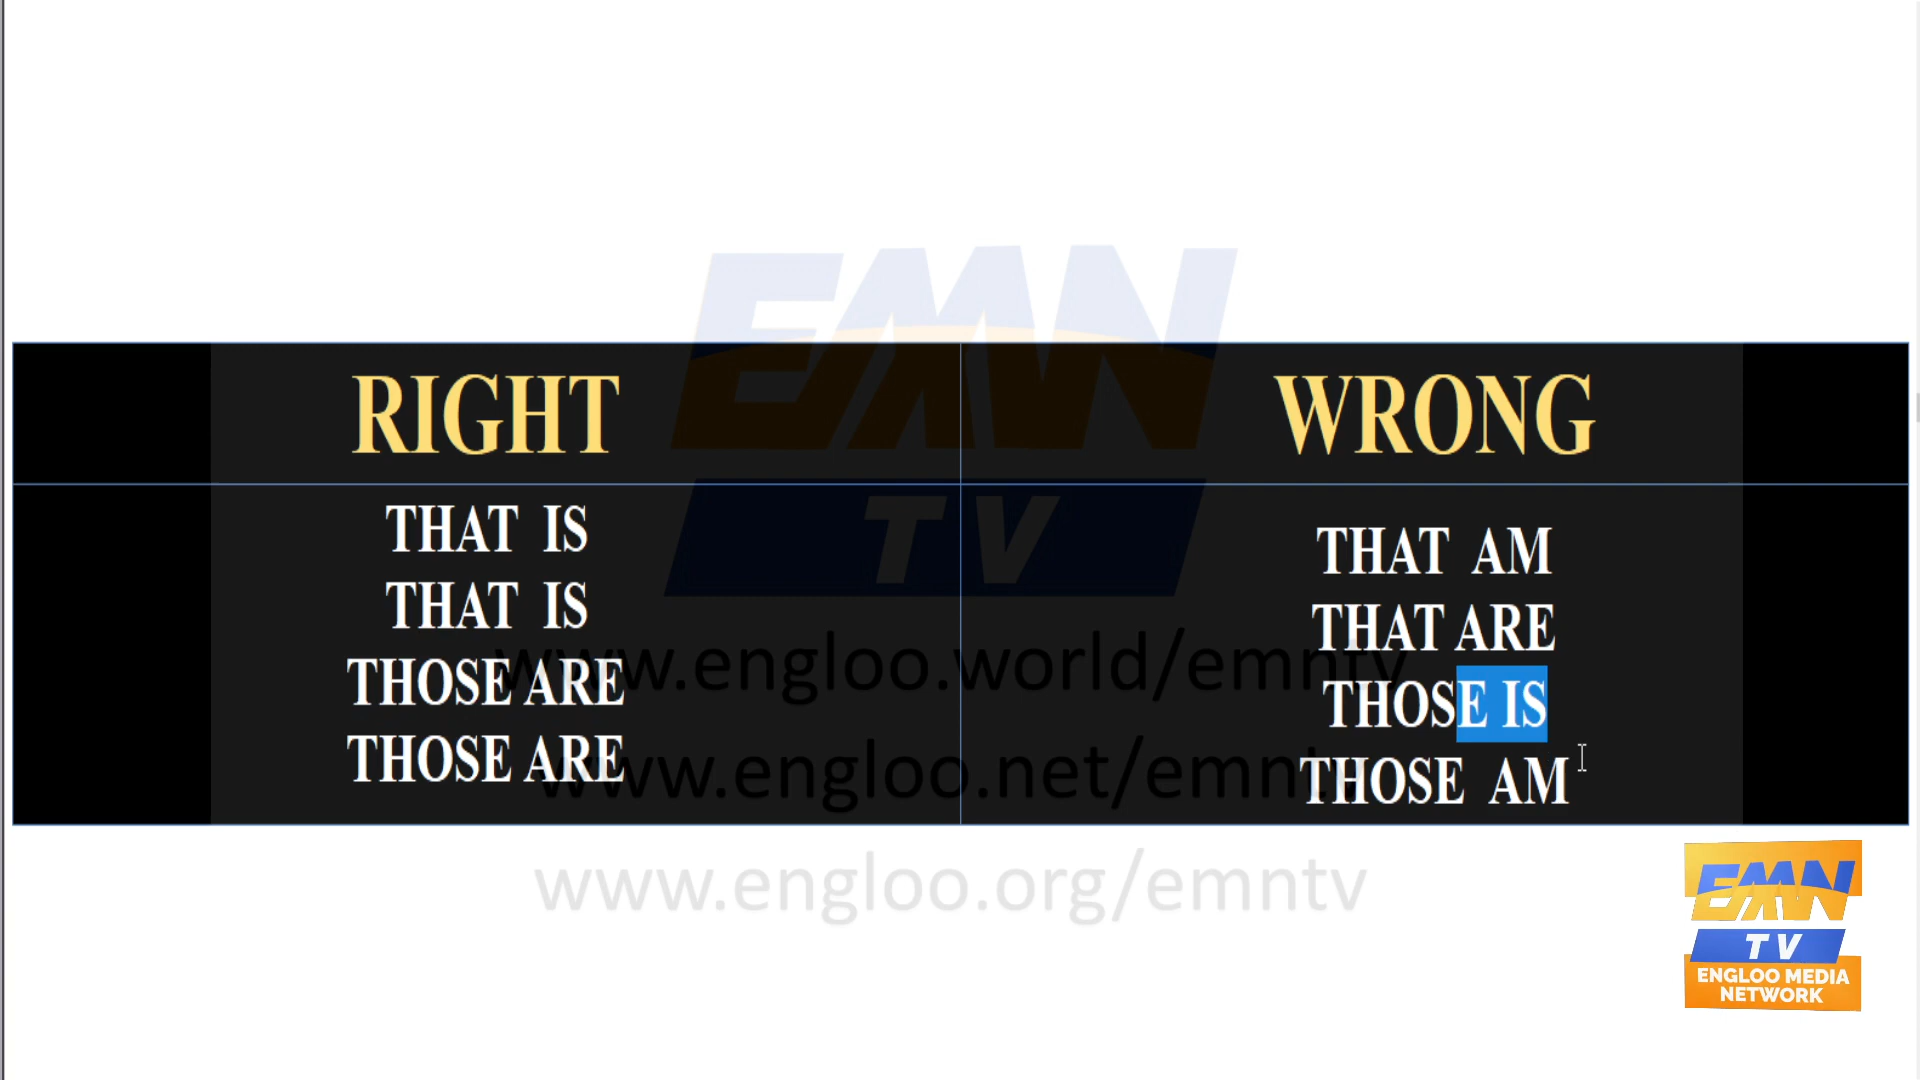 EMN
TV
RIGHT
WRONG
THAT IS
THAT IS
THOSE ARE
THOSE ARE
THAT AM
THAT ARE
THOSE IS
THOSE AM
www.engloo.world/emntv
www.engloo.net/emntv
www.engloo.org/emntv
EMN
TV
ENGLOO MEDIA
NETWORK